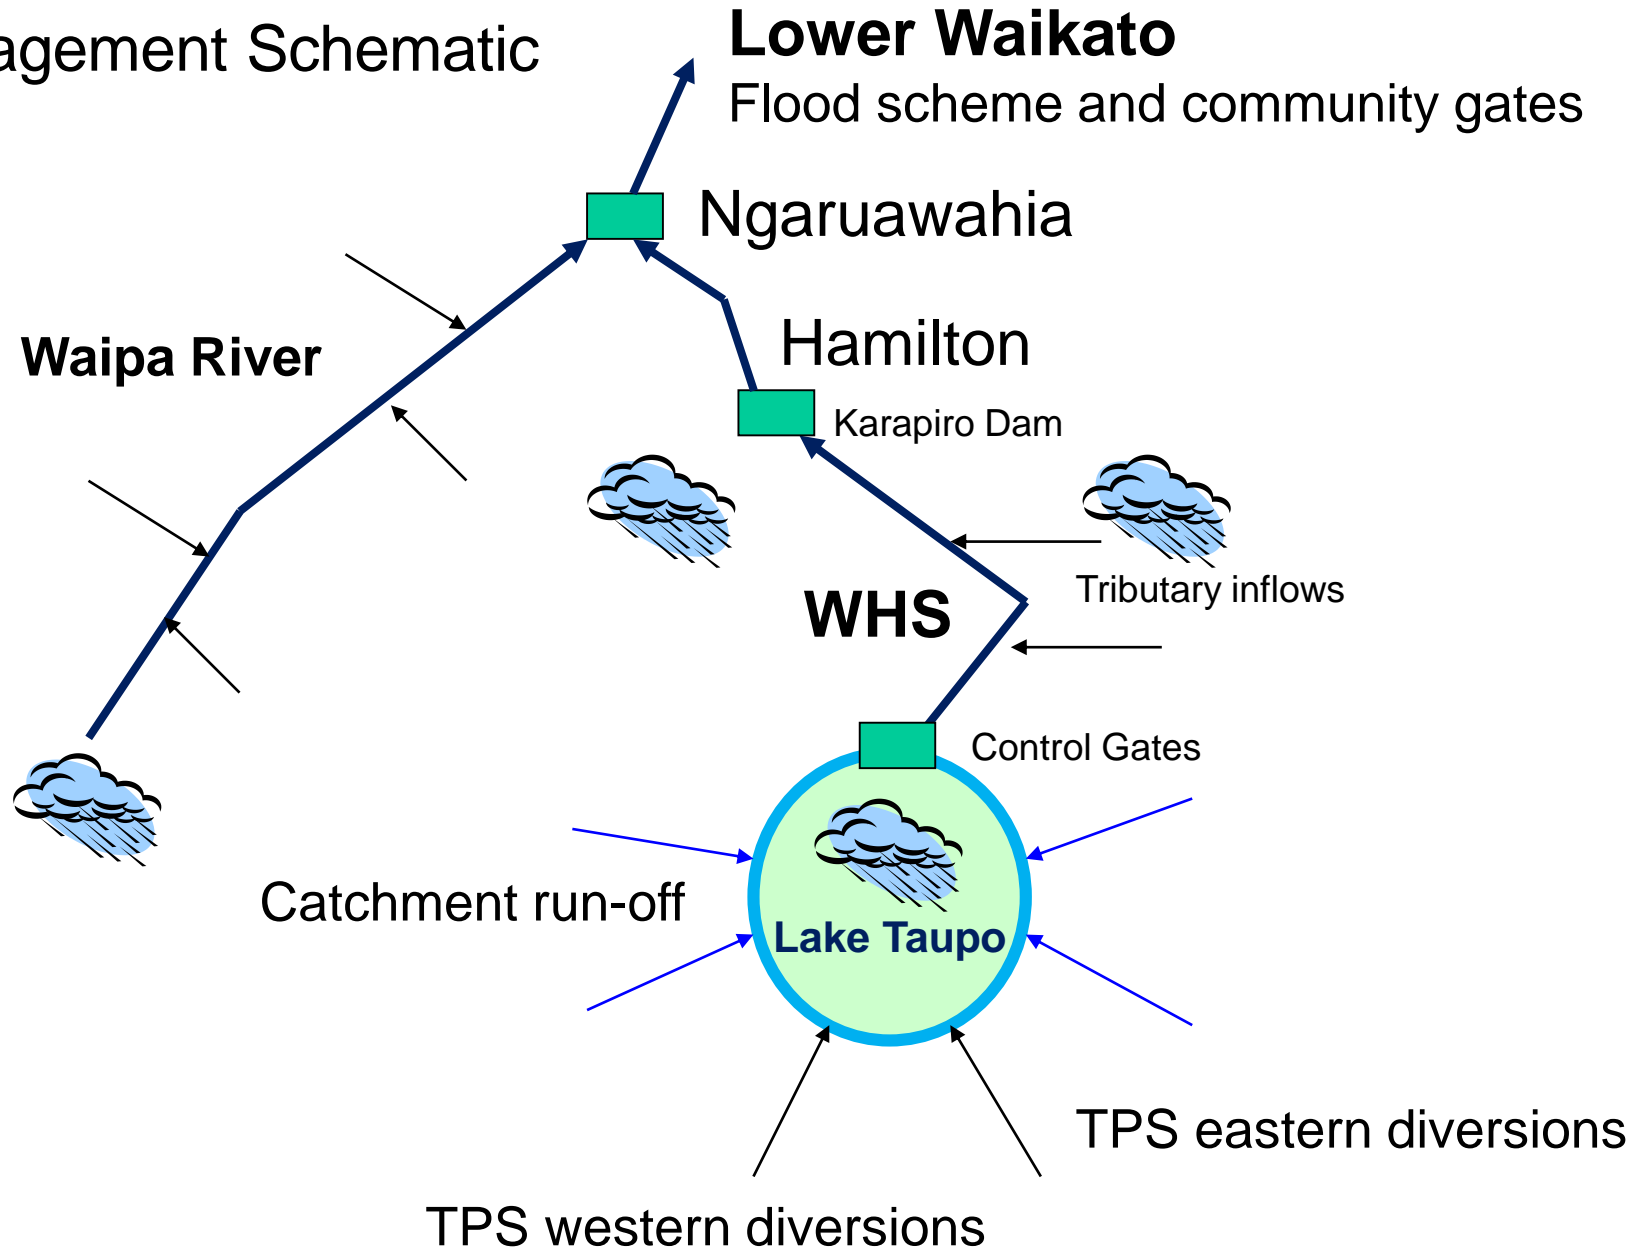 Schematic
Lower Waikato
Flood scheme and community gates
Ngaruawahia
Hamilton
Waipa River
Karapiro Dam
Tributary inflows
WHS
Control Gates
Catchment run-off
Lake Taupo
TPS eastern diversions
TPS western diversions